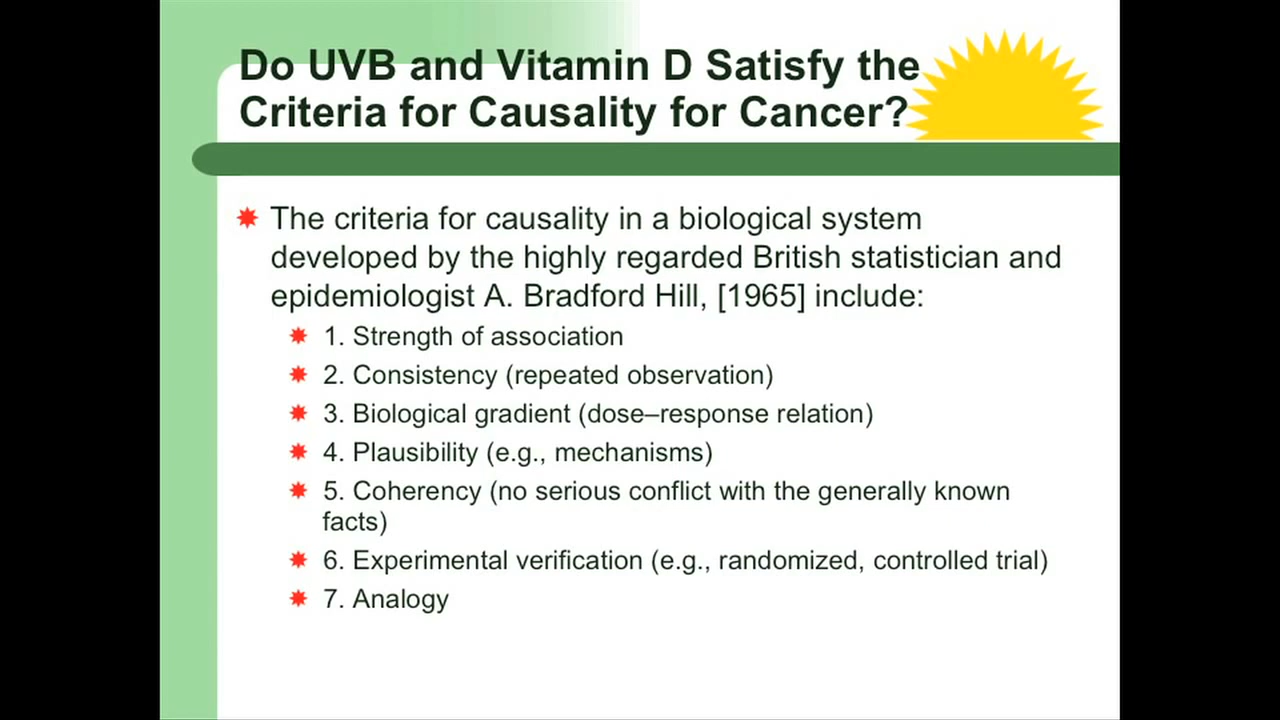 Do UVB and Vitamin D Satisfy the
Criteria for Causality for Cancer?
The criteria for causality in a biological system
developed by the highly regarded British statistician and
epidemiologist A. Bradford Hill, [1965] include:
1. Strength of association
2. Consistency (repeated observation)
3. Biological gradient (dose–response relation)
4. Plausibility (e.g., mechanisms)
5. Coherency (no serious conflict with the generally known
facts)
6. Experimental verification (e.g., randomized, controlled trial)
7. Analogy